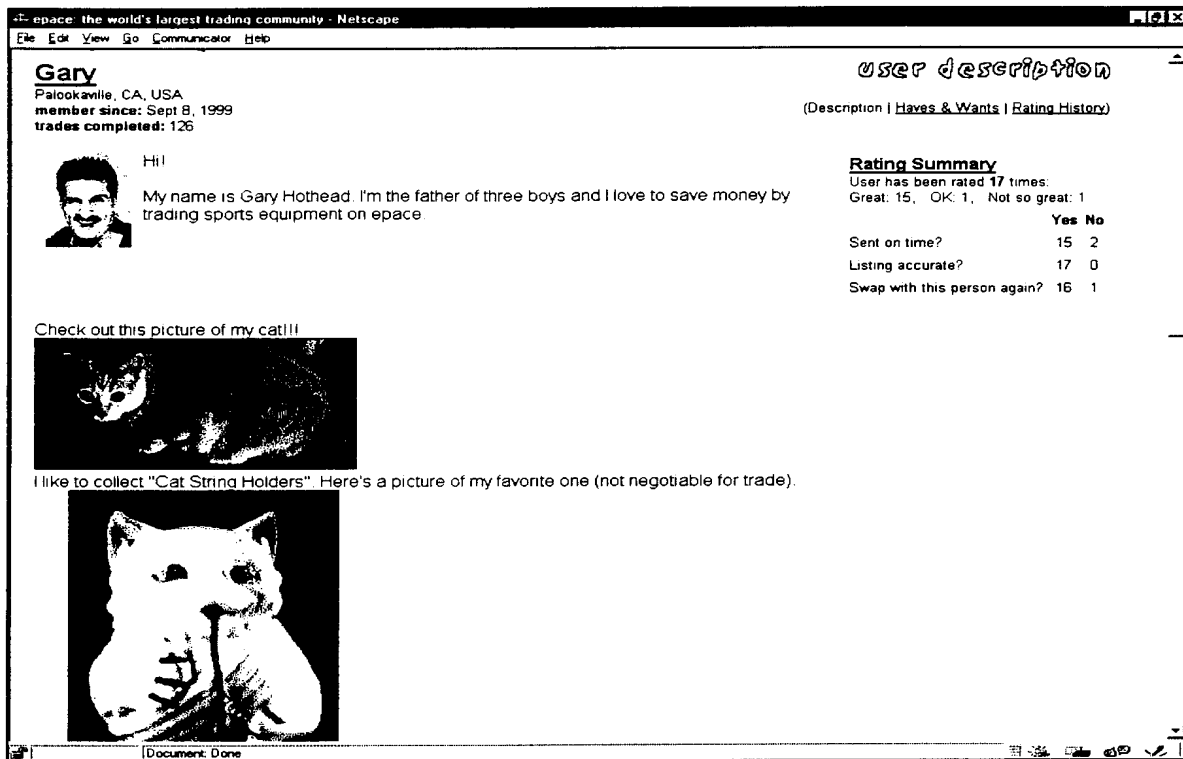 epace: the world's largest trading community - Netscape
File Edit View Go Communicator Help
Gary
Palookaville, CA, USA
member since: Sept 8, 1999
trades completed: 126
user description
(Description | Haves & Wants | Rating History)
Hi!
My name is Gary Hothead. I'm the father of three boys and I love to save money by
trading sports equipment on epace.
Rating Summary
User has been rated 17 times:
Great: 15, OK: 1, Not so great: 1
Yes No
Sent on time? 15 2
Listing accurate? 17 0
Swap with this person again? 16 1
Check out this picture of my cat!!!
I like to collect "Cat String Holders". Here's a picture of my favorite one (not negotiable for trade).
Document: Done